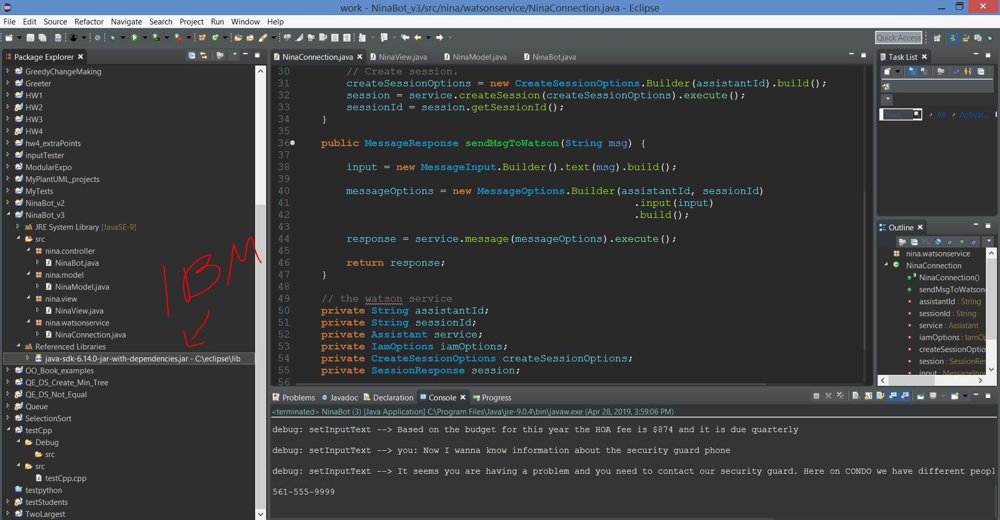 work - NinaBot_v3/src/nina/watsonservice/NinaConnection.java - Eclipse
File Edit Source Refactor Navigate Search Project Run Window Help
Quick Access
Package Explorer
GreedyChangeMaking
Greeter
HW1
HW2
HW3
HW4
hw4_extraPoints
inputTester
ModularExpo
MyPlantUML_projects
MyTests
NinaBot_v2
NinaBot_v3
JRE System Library [JavaSE-9]
src
nina.controller
NinaBot.java
nina.model
NinaModel.java
nina.view
NinaView.java
nina.watsonservice
NinaConnection.java
Referenced Libraries
java-sdk-6.14.0-jar-with-dependencies.jar - C:\eclipse\lib
OO_Book_examples
QE_DS_Create_Min_Tree
QE_DS_Not_Equal
Queue
SelectionSort
testCpp
Debug
src
src
testCpp.cpp
testpython
testStudents
TwoLargest
IBM
NinaConnection.java NinaView.java NinaModel.java NinaBot.java
30 // Create session.
31 createSessionOptions = new CreateSessionOptions.Builder(assistantId).build();
32 session = service.createSession(createSessionOptions).execute();
33 sessionId = session.getSessionId();
34 }
35
36 public MessageResponse sendMsgToWatson(String msg) {
37
38 input = new MessageInput.Builder().text(msg).build();
39
40 messageOptions = new MessageOptions.Builder(assistantId, sessionId)
41 .input(input)
42 .build();
43
44 response = service.message(messageOptions).execute();
45
46 return response;
47 }
48
49 // the watson service
50 private String assistantId;
51 private String sessionId;
52 private Assistant service;
53 private IamOptions iamOptions;
54 private CreateSessionOptions createSessionOptions;
55 private SessionResponse session;
56
Task List
Find All Activat...
Outline
nina.watsonservice
NinaConnection
NinaConnection()
sendMsgToWatson(
assistantId : String
sessionId : String
service : Assistant
iamOptions : IamOp
createSessionOptio
session : SessionRes
input : MessageInpu
Problems Javadoc Declaration Console Progress
<terminated> NinaBot (3) [Java Application] C:\Program Files\Java\jre-9.0.4\bin\javaw.exe (Apr 28, 2019, 3:59:06 PM)
debug: setInputText --> Based on the budget for this year the HOA fee is $874 and it is due quarterly
debug: setInputText --> you: Now I wanna know information about the security guard phone
debug: setInputText --> It seems you are having a problem and you need to contact our security guard. Here on CONDO we have different peopl
561-555-9999